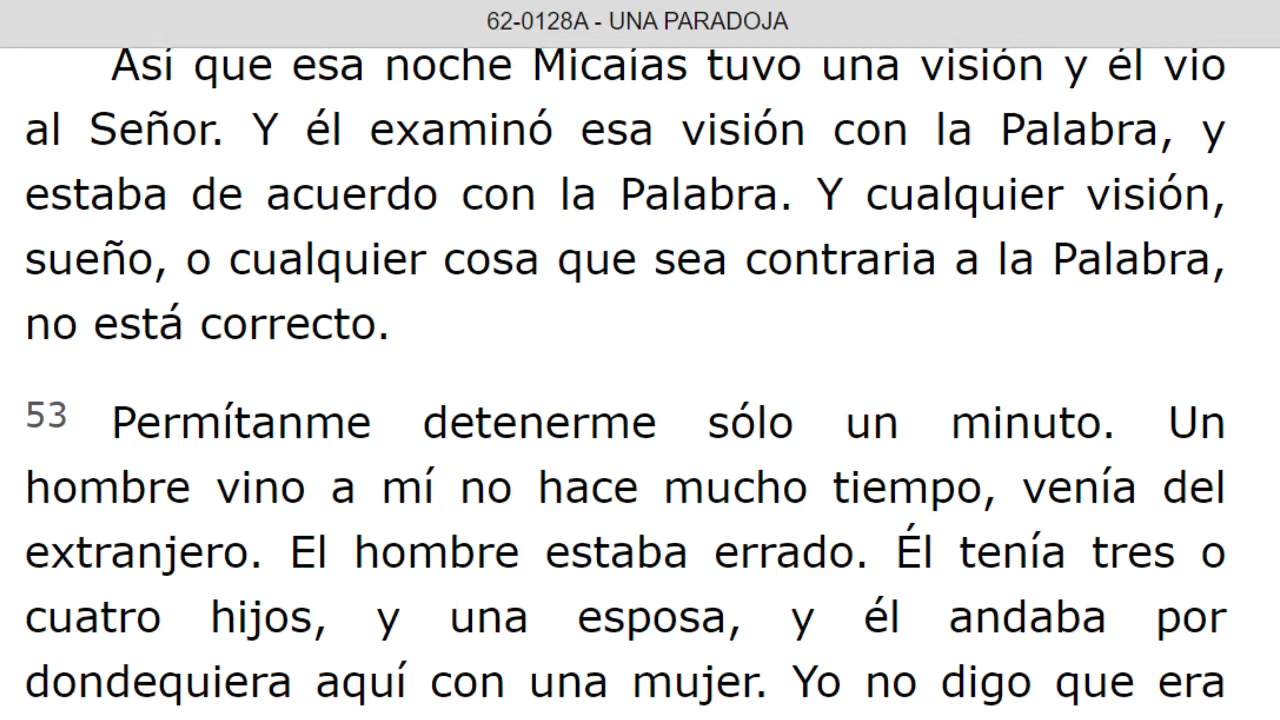 62-0128A - UNA PARADOJA
Así que esa noche Micaías tuvo una visión y él vio
al Señor. Y él examinó esa visión con la Palabra, y
estaba de acuerdo con la Palabra. Y cualquier visión,
sueño, o cualquier cosa que sea contraria a la Palabra,
no está correcto.
53 Permítanme detenerme sólo un minuto. Un
hombre vino a mí no hace mucho tiempo, venía del
extranjero. El hombre estaba errado. Él tenía tres o
cuatro hijos, y una esposa, y él andaba por
dondequiera aquí con una mujer. Yo no digo que era